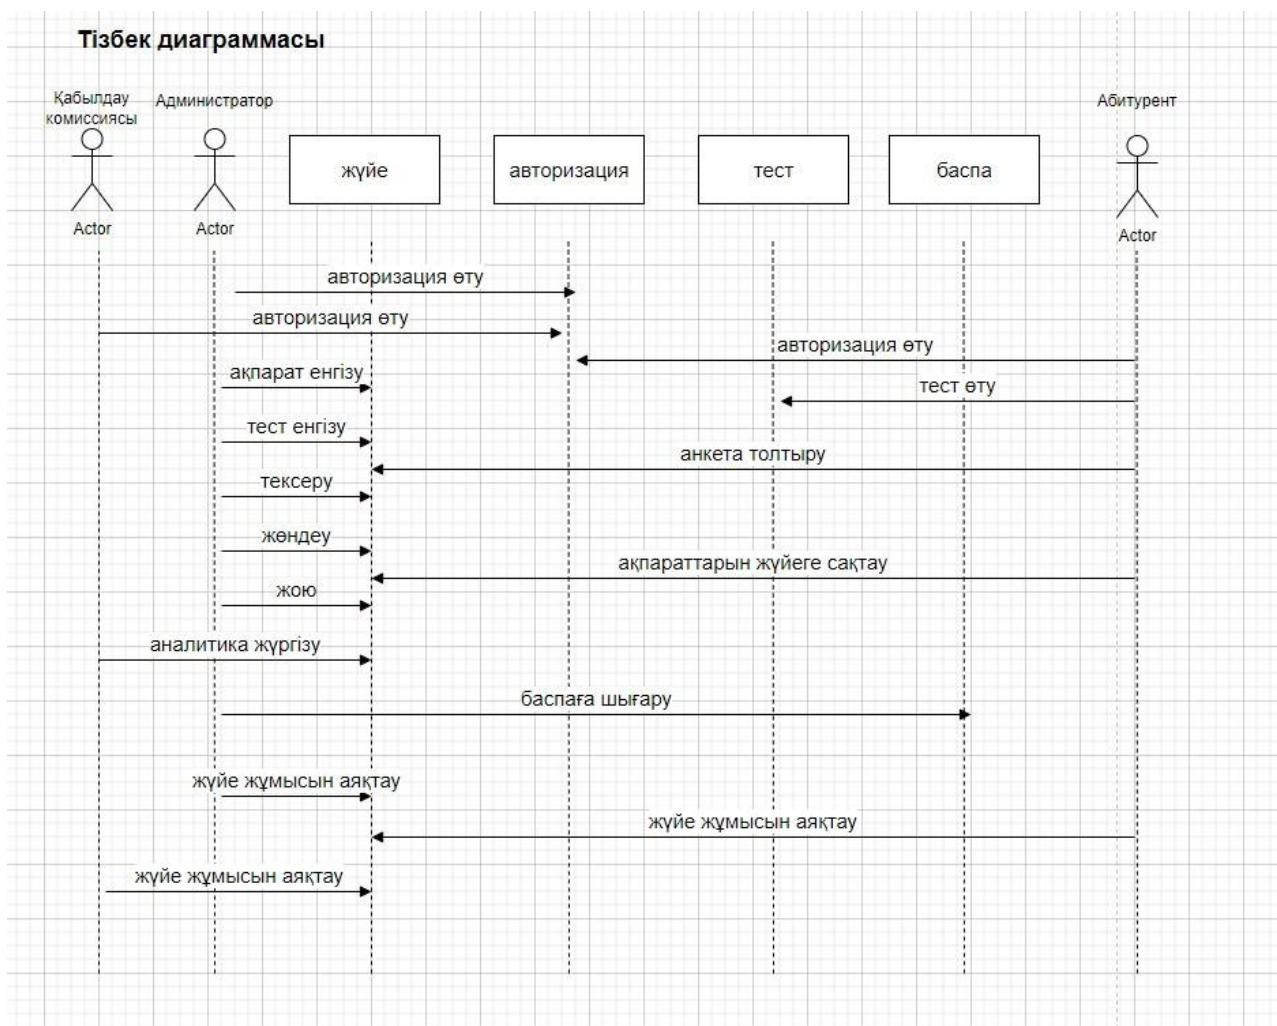 Тізбек диаграммасы
Қабылдау
комиссиясы
Администратор
Абитурент
жүйе
авторизация
тест
баспа
Actor
Actor
Actor
авторизация өту
авторизация өту
авторизация өту
ақпарат енгізу
тест өту
тест енгізу
анкета толтыру
тексеру
жөндеу
ақпараттарын жүйеге сақтау
жою
аналитика жүргізу
баспаға шығару
жүйе жұмысын аяқтау
жүйе жұмысын аяқтау
жүйе жұмысын аяқтау